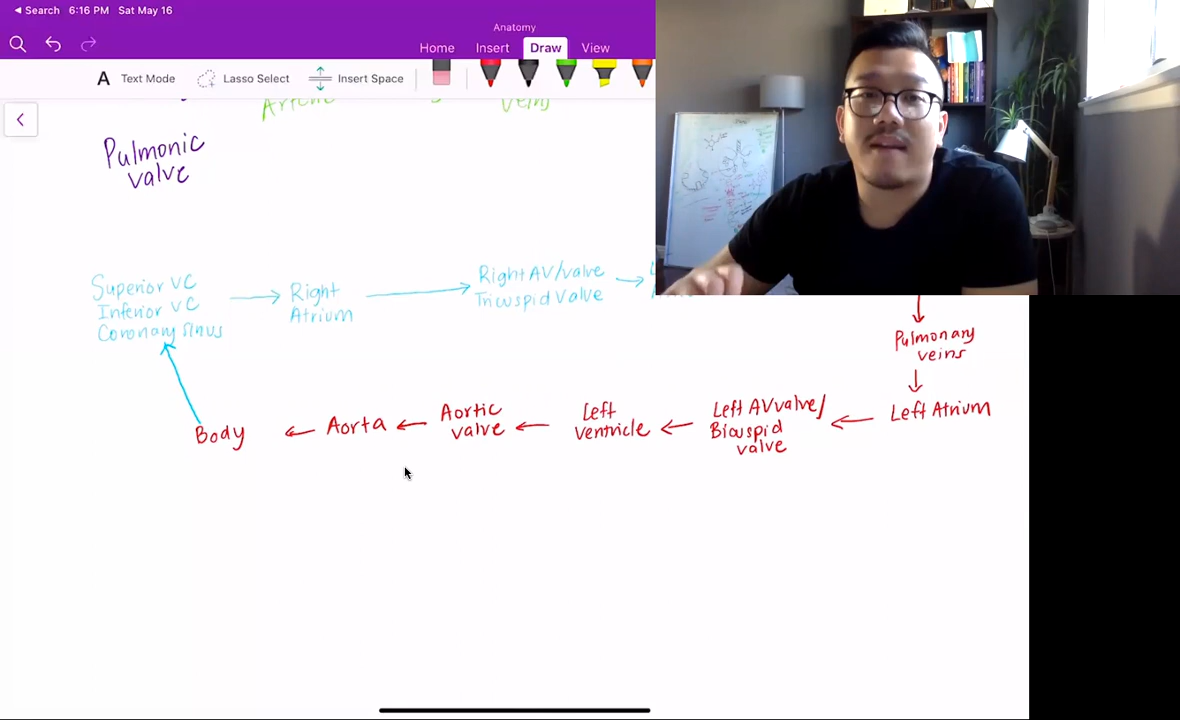 Search 6:16 PM Sat May 16
Anatomy
Home Insert Draw View
A Text Mode Lasso Select Insert Space
Veins
Pulmonic
valve
Superior VC
Inferior VC
Coronary sinus
Right
Atrium
Right AV/valve
Tricuspid Valve
Pulmonary
veins
Left Atrium
Left AV valve/
Bicuspid
valve
Left
ventricle
Aortic
valve
Aorta
Body